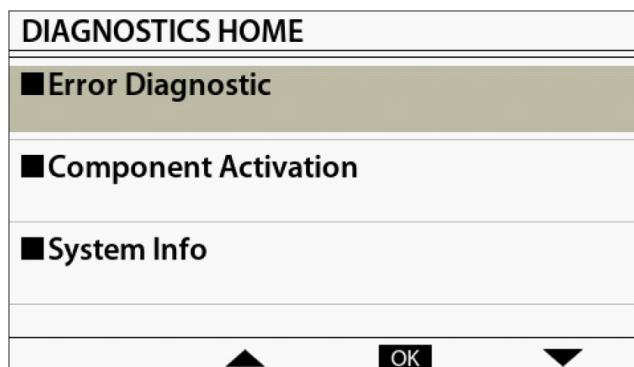 DIAGNOSTICS HOME
■Error Diagnostic
■Component Activation
■System Info
▲ OK ▼